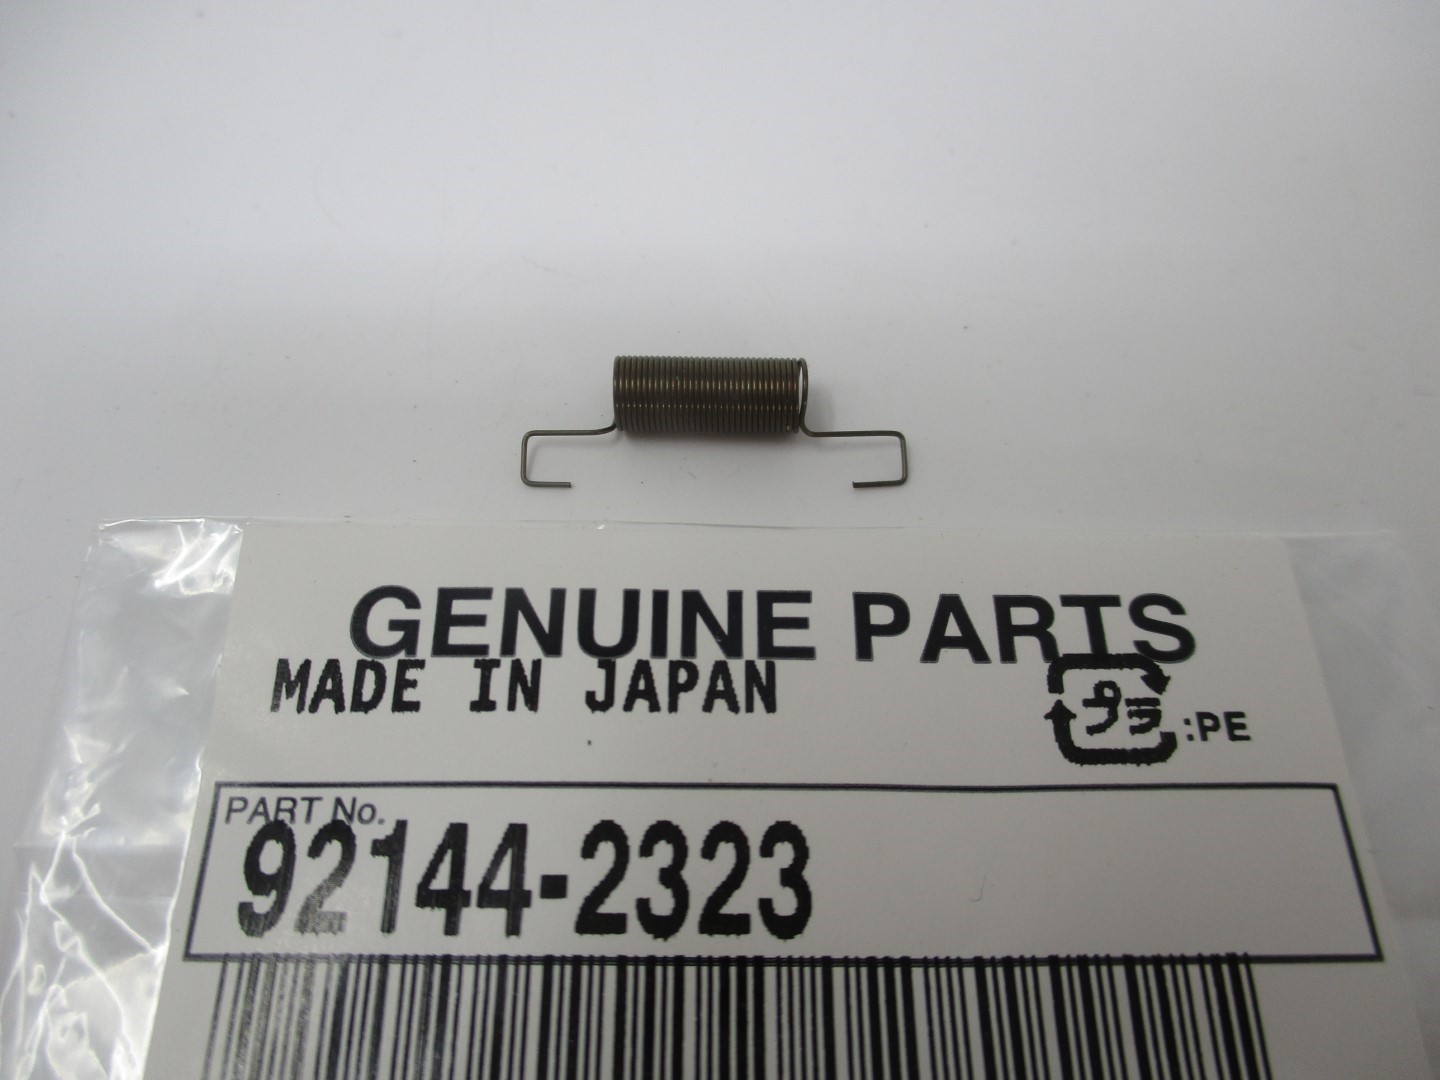 GENUINE PARTS
MADE IN JAPAN
プラ :PE
PART No.
92144-2323